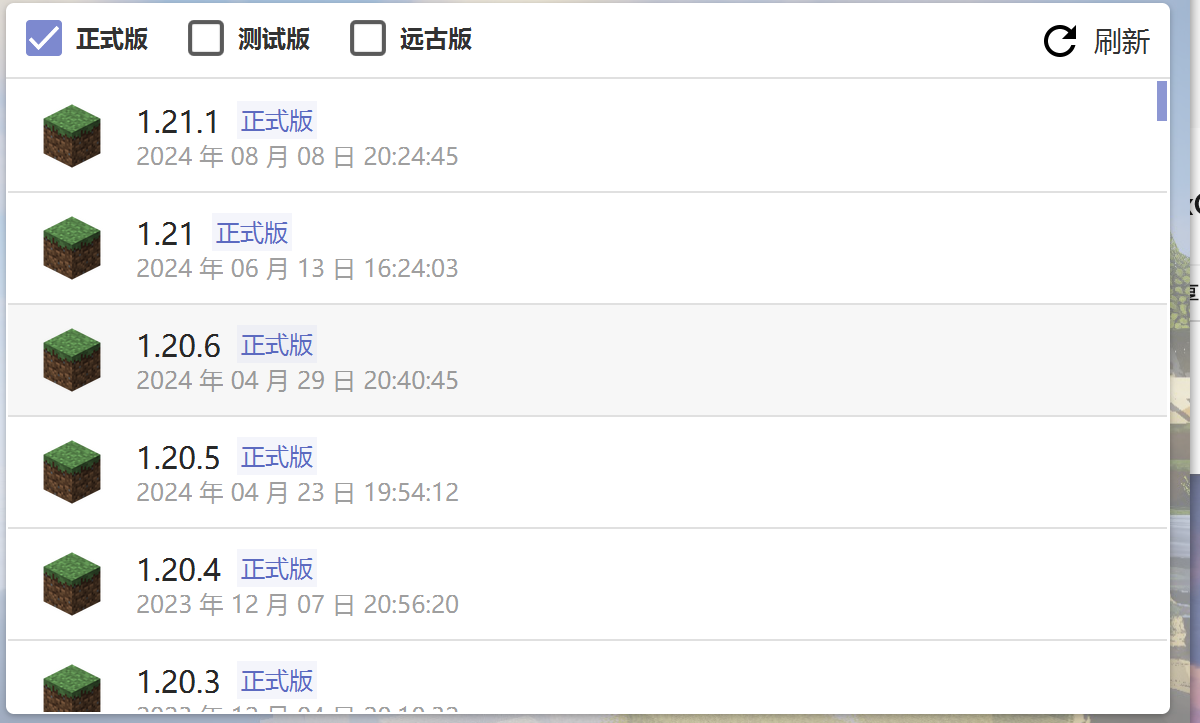 正式版 测试版 远古版 刷新
1.21.1 正式版
2024 年 08 月 08 日 20:24:45
1.21 正式版
2024 年 06 月 13 日 16:24:03
1.20.6 正式版
2024 年 04 月 29 日 20:40:45
1.20.5 正式版
2024 年 04 月 23 日 19:54:12
1.20.4 正式版
2023 年 12 月 07 日 20:56:20
1.20.3 正式版